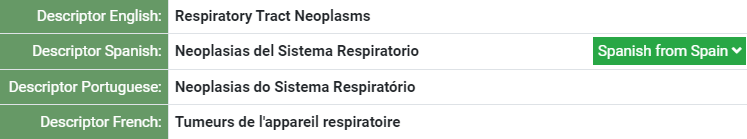 Descriptor English: Respiratory Tract Neoplasms
Descriptor Spanish: Neoplasias del Sistema Respiratorio Spanish from Spain
Descriptor Portuguese: Neoplasias do Sistema Respiratório
Descriptor French: Tumeurs de l'appareil respiratoire